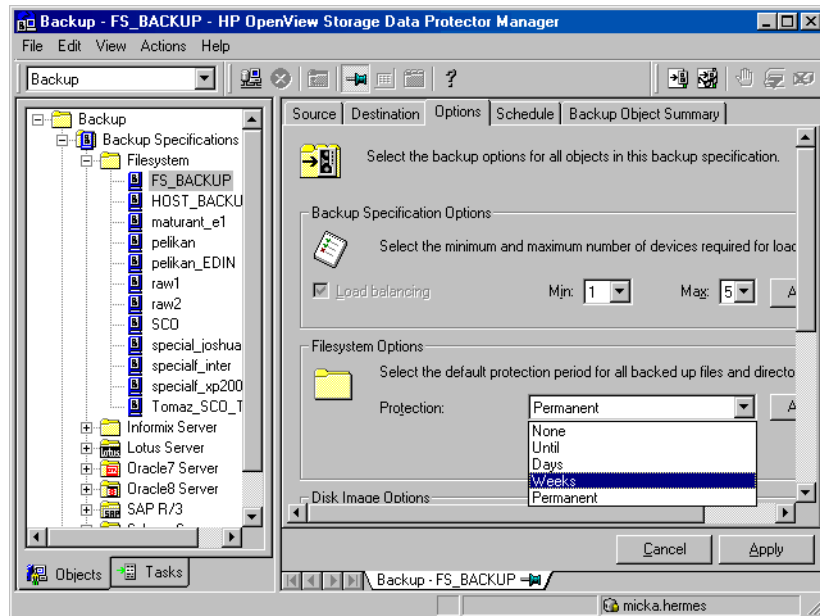 Backup - FS_BACKUP - HP OpenView Storage Data Protector Manager
File Edit View Actions Help
Backup
Source Destination Options Schedule Backup Object Summary
Backup
Backup Specifications
Filesystem
FS_BACKUP
HOST_BACKU
maturant_e1
pelikan
pelikan_EDIN
raw1
raw2
SCO
special_joshua
specialf_inter
specialf_xp200
Tomaz_SCO_T
Informix Server
Lotus Server
Oracle7 Server
Oracle8 Server
SAP R/3
Select the backup options for all objects in this backup specification.
Backup Specification Options
Select the minimum and maximum number of devices required for load
Load balancing Min: 1 Max: 5 A
Filesystem Options
Select the default protection period for all backed up files and directo
Protection: Permanent A
None
Until
Days
Weeks
Permanent
Disk Image Options
Cancel Apply
Objects Tasks
Backup - FS_BACKUP
micka.hermes